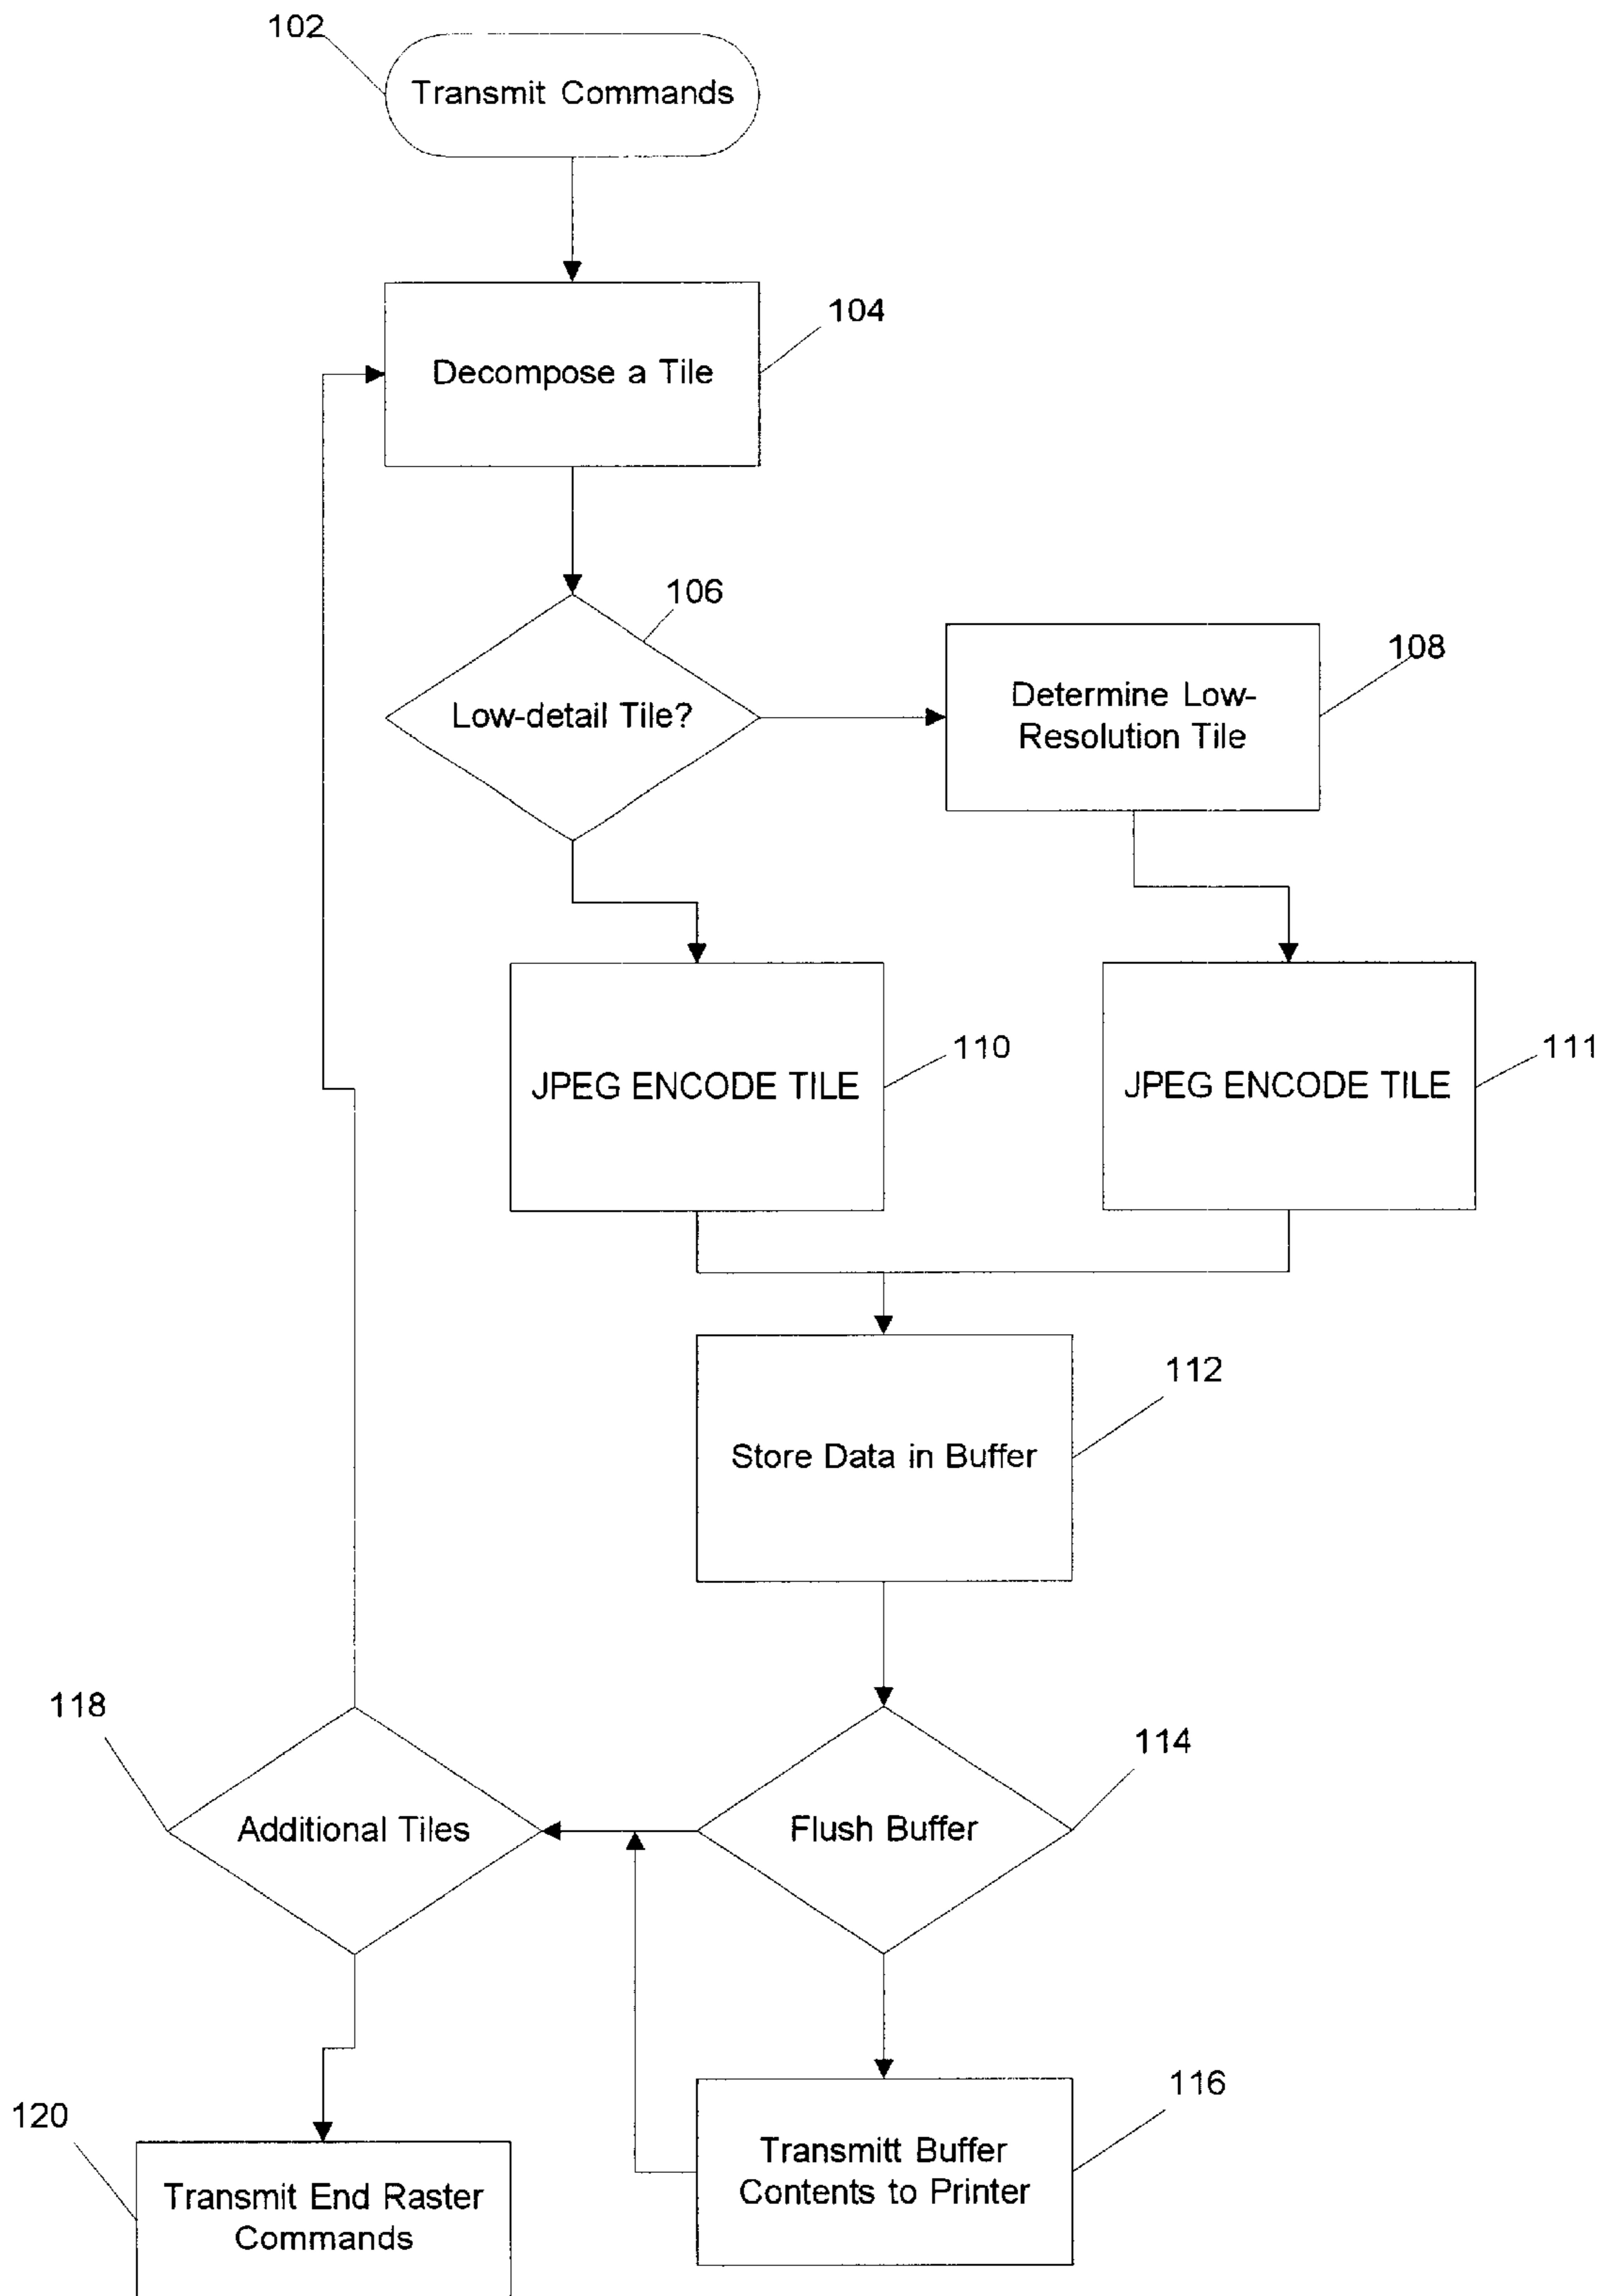 102
Transmit Commands
104
Decompose a Tile
106
Low-detail Tile?
108
Determine Low-
Resolution Tile
110
JPEG ENCODE TILE
111
JPEG ENCODE TILE
112
Store Data in Buffer
118
Additional Tiles
114
Flush Buffer
116
Transmitt Buffer
Contents to Printer
120
Transmit End Raster
Commands